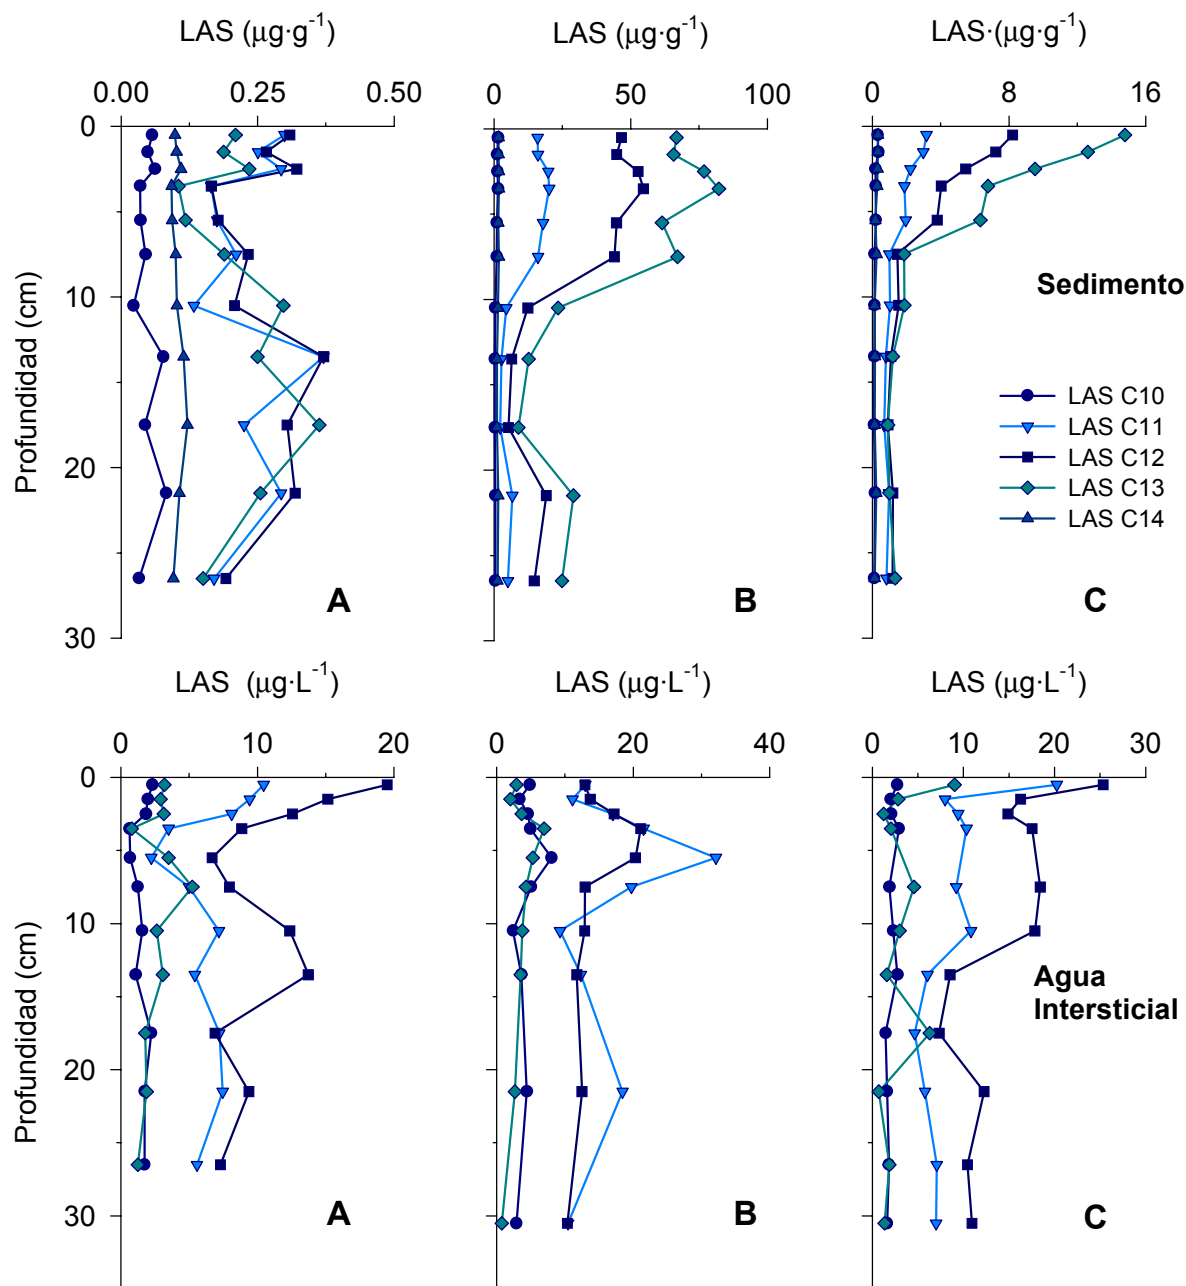 LAS (μg·g⁻¹) LAS (μg·g⁻¹) LAS·(μg·g⁻¹)
0.00 0.25 0.50 0 50 100 0 8 16
0
10
20
30
Profundidad (cm)
Sedimento
LAS C10
LAS C11
LAS C12
LAS C13
LAS C14
A B C
LAS (μg·L⁻¹) LAS (μg·L⁻¹) LAS (μg·L⁻¹)
0 10 20 0 20 40 0 10 20 30
0
10
20
30
Profundidad (cm)
Agua
Intersticial
A B C